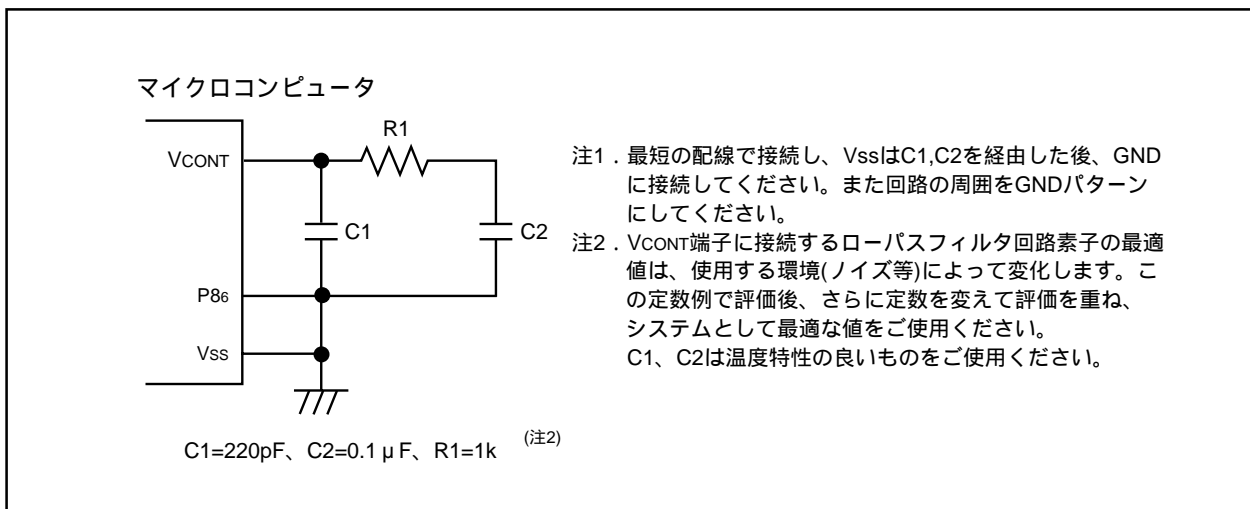 マイクロコンピュータ
VCONT
R1
C1
C2
P86
Vss
C1=220pF、C2=0.1μF、R1=1k (注2)
注1．最短の配線で接続し、VssはC1,C2を経由した後、GND
に接続してください。また回路の周囲をGNDパターン
にしてください。
注2．VCONT端子に接続するローパスフィルタ回路素子の最適
値は、使用する環境(ノイズ等)によって変化します。こ
の定数例で評価後、さらに定数を変えて評価を重ね、
システムとして最適な値をご使用ください。
C1、C2は温度特性の良いものをご使用ください。